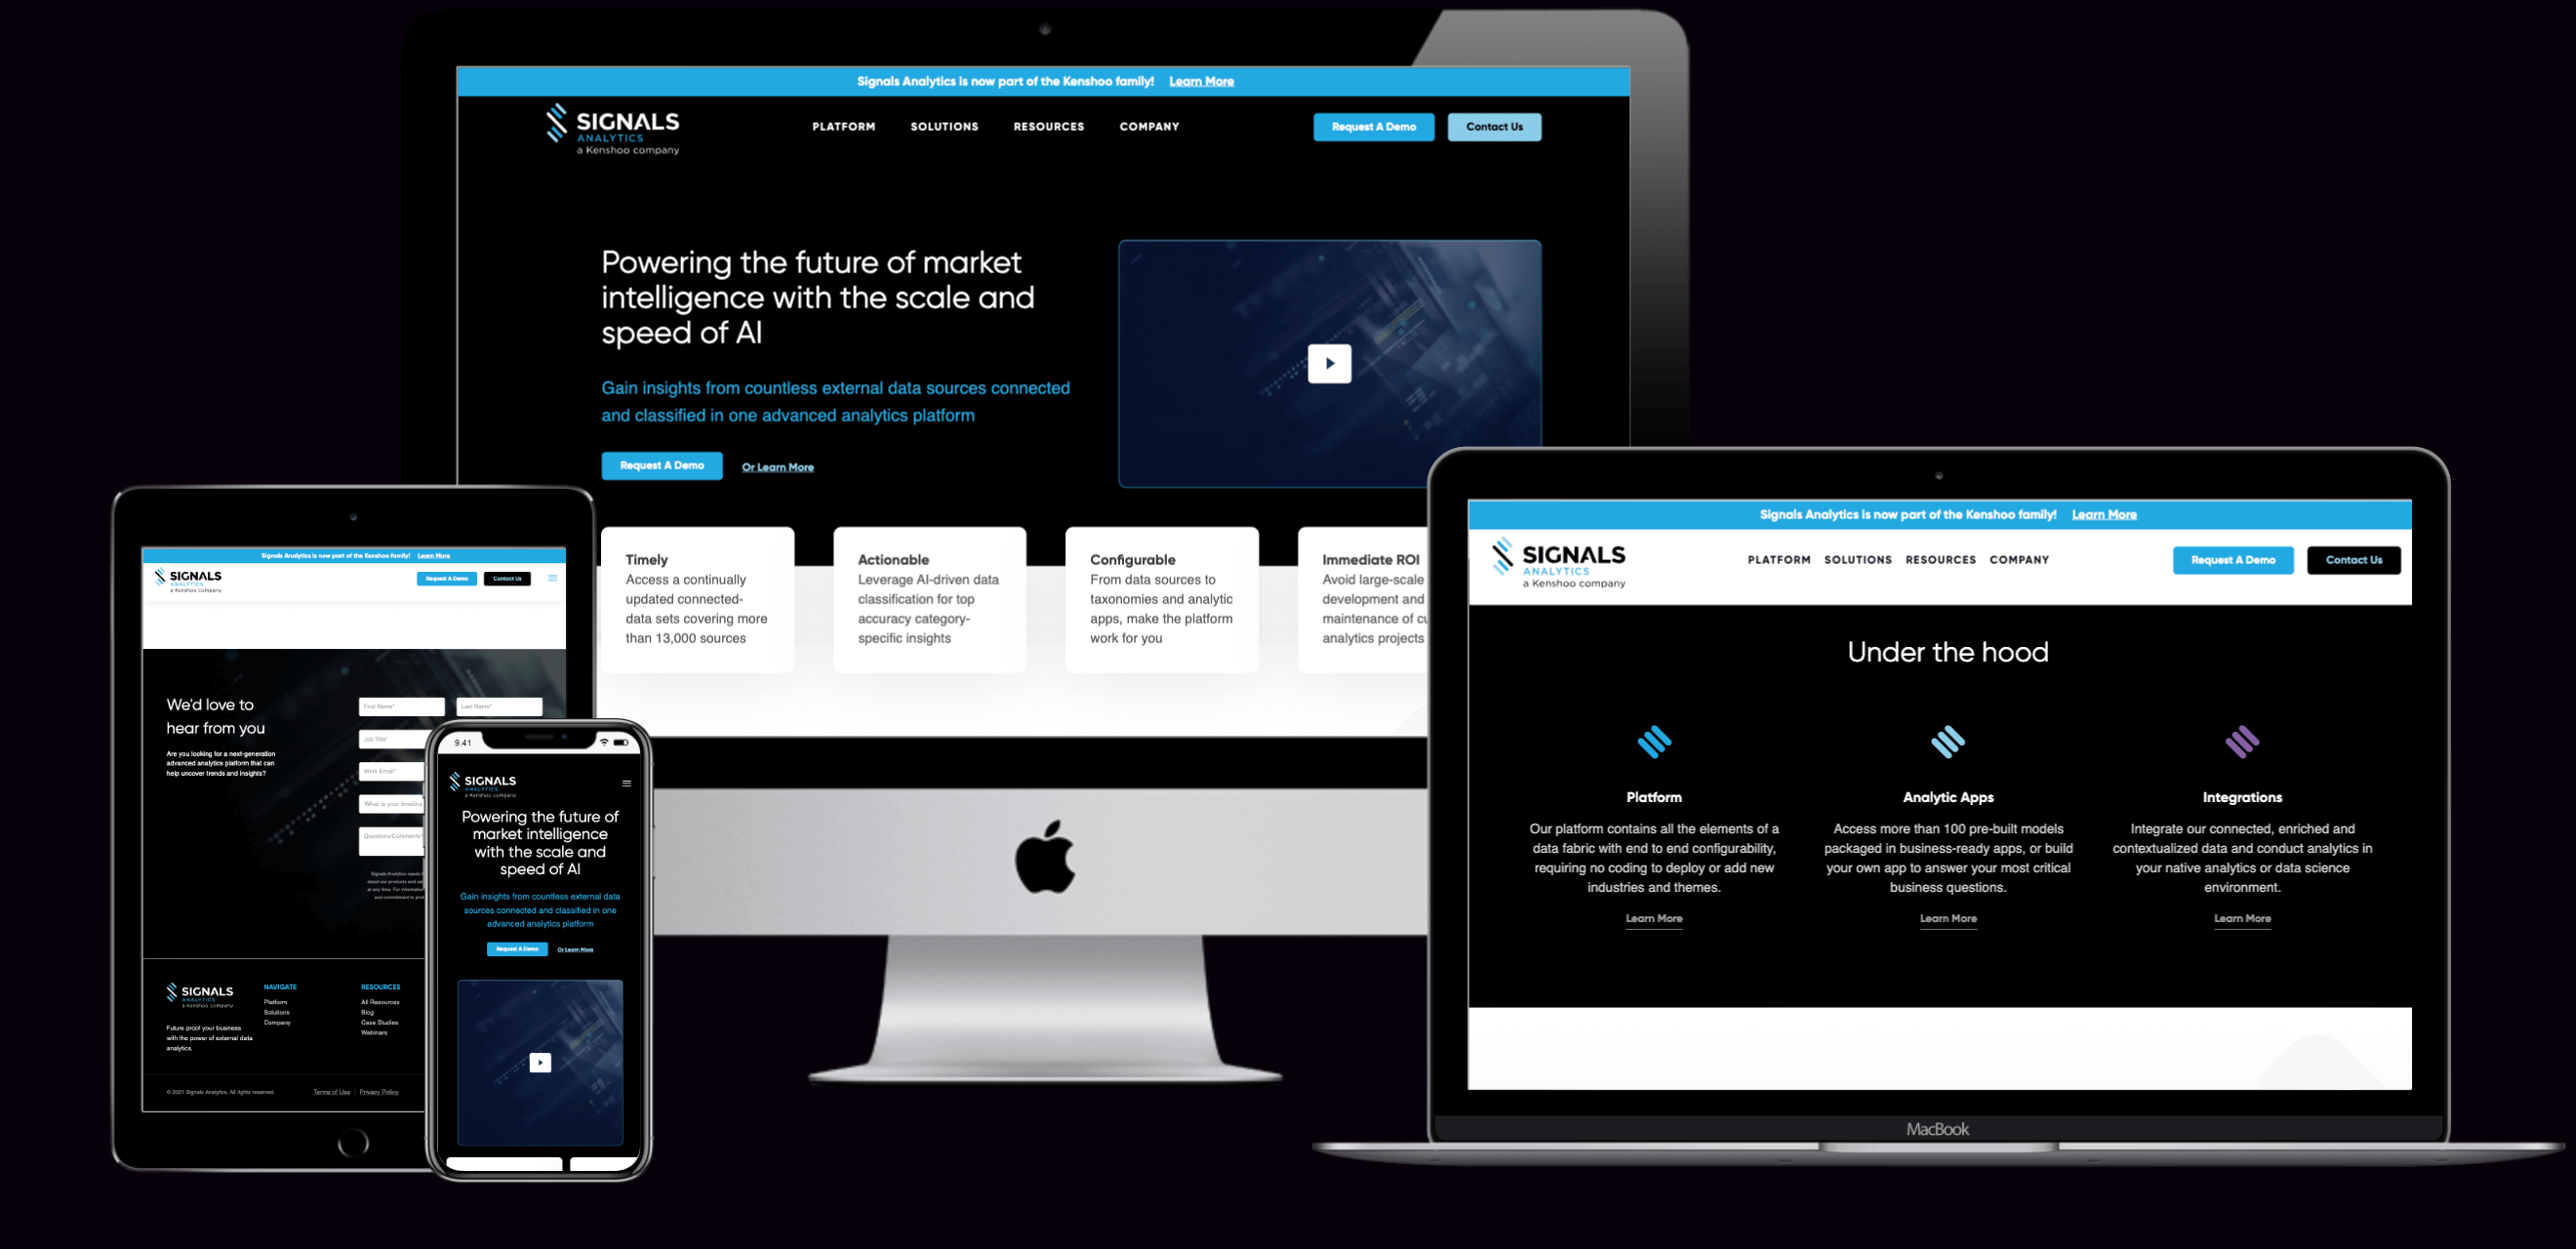 Signals Analytics is now part of the Kenshoo family! Learn More
SIGNALS
ANALYTICS
a Kenshoo company
PLATFORM SOLUTIONS RESOURCES COMPANY
Request A Demo Contact Us
Powering the future of market
intelligence with the scale and
speed of AI
Gain insights from countless external data sources connected
and classified in one advanced analytics platform
Request A Demo Or Learn More
Timely
Access a continually
updated connected-
data sets covering more
than 13,000 sources
Actionable
Leverage AI-driven data
classification for top
accuracy category-
specific insights
Configurable
From data sources to
taxonomies and analytic
apps, make the platform
work for you
Immediate ROI
Avoid large-scale
development and
maintenance of
analytics projects
Signals Analytics is now part of the Kenshoo family! Learn More
SIGNALS
ANALYTICS
a Kenshoo company
Request A Demo Contact Us
We'd love to
hear from you
Are you looking for a next-generation
advanced analytics platform that can
help uncover trends and insights?
First Name* Last Name*
Job Title*
Work Email*
What is your timeline
Questions/Comments
Signals Analytics needs
about our products and
at any time. For information
and commitment to
SIGNALS
ANALYTICS
a Kenshoo company
Future proof your business
with the power of external data
analytics.
NAVIGATE
Platform
Solutions
Company
RESOURCES
All Resources
Blog
Case Studies
Webinars
© 2021 Signals Analytics. All rights reserved. Terms of Use | Privacy Policy
9:41
SIGNALS
ANALYTICS
a Kenshoo company
Powering the future of
market intelligence
with the scale and
speed of AI
Gain insights from countless external data
sources connected and classified in one
advanced analytics platform
Request A Demo Or Learn More
Signals Analytics is now part of the Kenshoo family! Learn More
SIGNALS
ANALYTICS
a Kenshoo company
PLATFORM SOLUTIONS RESOURCES COMPANY
Request A Demo Contact Us
Under the hood
Platform
Our platform contains all the elements of a
data fabric with end to end configurability,
requiring no coding to deploy or add new
industries and themes.
Learn More
Analytic Apps
Access more than 100 pre-built models
packaged in business-ready apps, or build
your own app to answer your most critical
business questions.
Learn More
Integrations
Integrate our connected, enriched and
contextualized data and conduct analytics in
your native analytics or data science
environment.
Learn More
MacBook